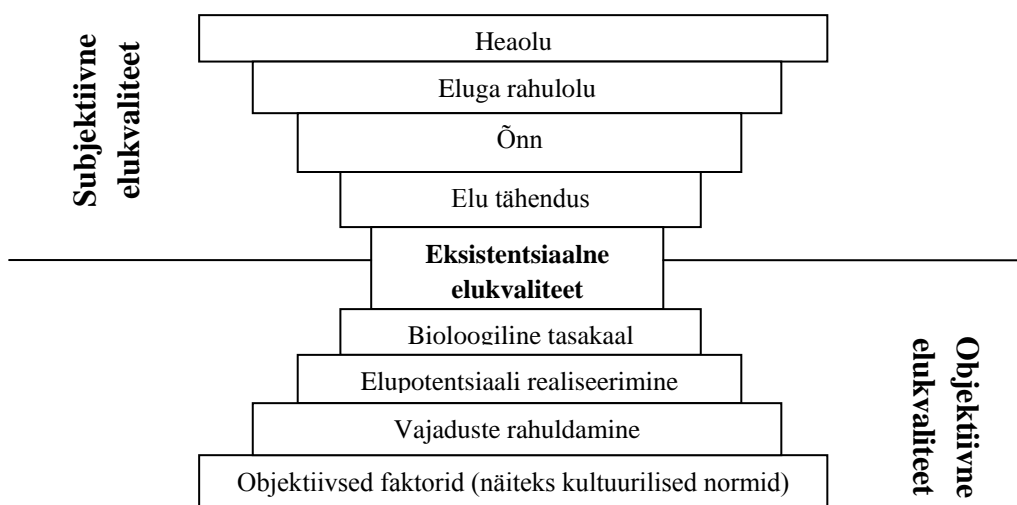 Subjektiivne
elukvaliteet
Heaolu
Eluga rahulolu
Õnn
Elu tähendus
Eksistentsiaalne
elukvaliteet
Bioloogiline tasakaal
Elupotentsiaali realiseerimine
Vajaduste rahuldamine
Objektiivsed faktorid (näiteks kultuurilised normid)
Objektiivne
elukvaliteet